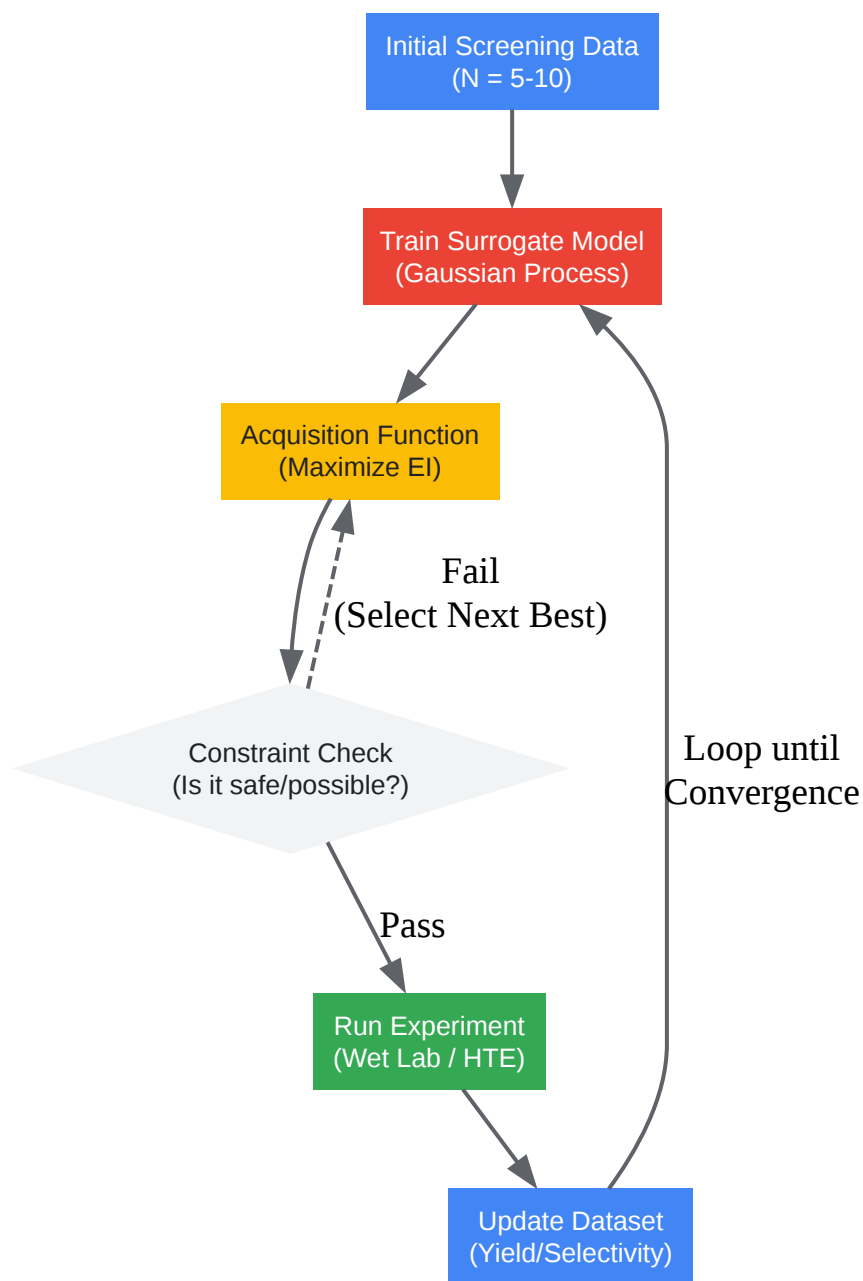 Initial Screening Data
(N = 5-10)
Train Surrogate Model
(Gaussian Process)
Acquisition Function
(Maximize EI)
Fail
(Select Next Best)
Constraint Check
(Is it safe/possible?)
Loop until
Convergence
Pass
Run Experiment
(Wet Lab / HTE)
Update Dataset
(Yield/Selectivity)